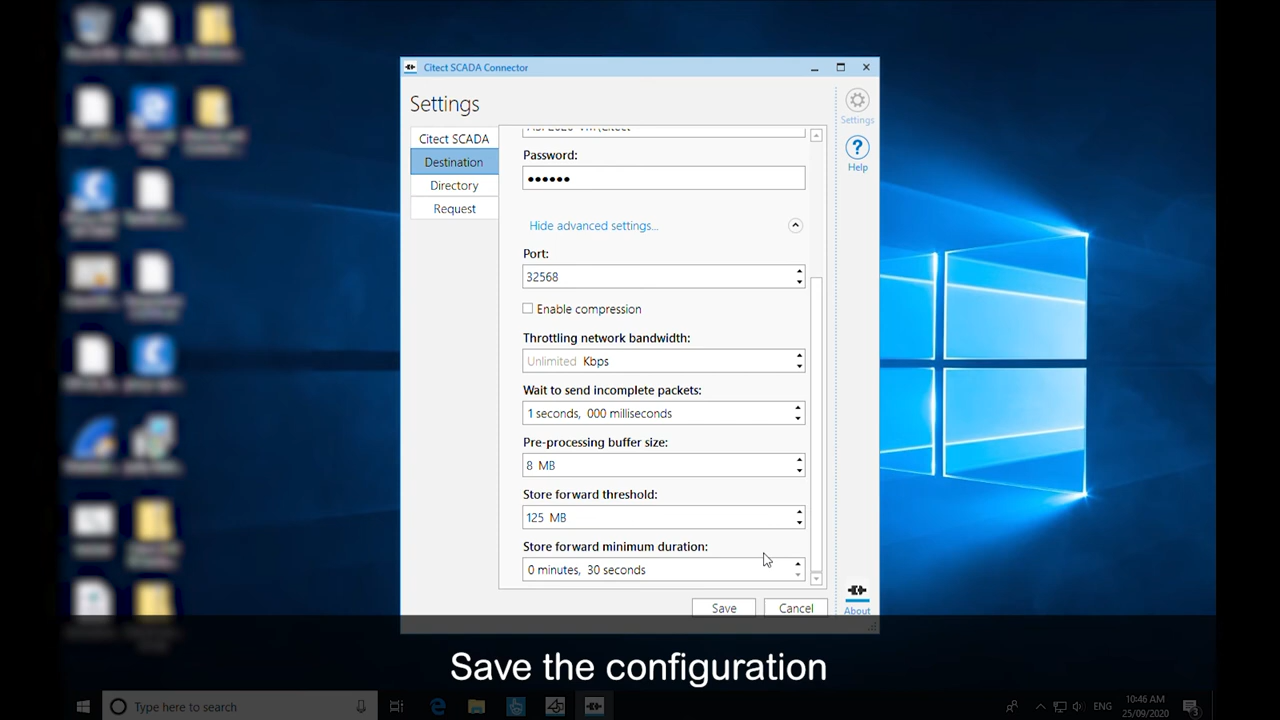 Citect SCADA Connector
Settings
Settings
Help
Citect SCADA
Destination
Directory
Request
Password:
●●●●●●
Hide advanced settings...
Port:
32568
Enable compression
Throttling network bandwidth:
Unlimited Kbps
Wait to send incomplete packets:
1 seconds, 000 milliseconds
Pre-processing buffer size:
8 MB
Store forward threshold:
125 MB
Store forward minimum duration:
0 minutes, 30 seconds
Save Cancel
About
Save the configuration
Type here to search
ENG
10:46 AM
25/09/2020
3